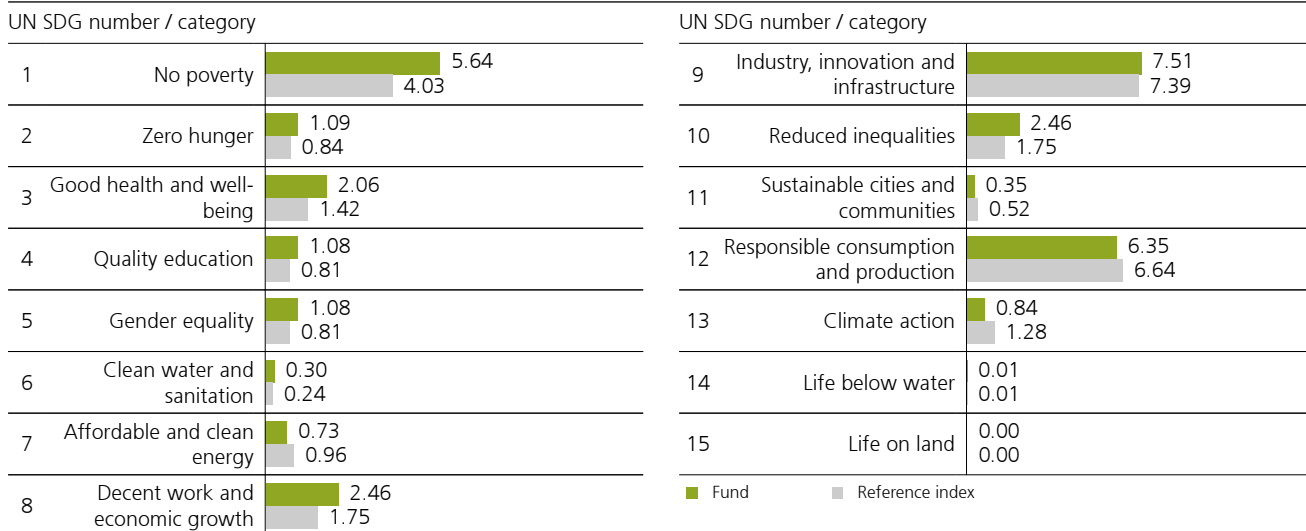 UN SDG number / category
1 No poverty 5.64
4.03
2 Zero hunger 1.09
0.84
3 Good health and well-
being 2.06
1.42
4 Quality education 1.08
0.81
5 Gender equality 1.08
0.81
6 Clean water and
sanitation 0.30
0.24
7 Affordable and clean
energy 0.73
0.96
8 Decent work and
economic growth 2.46
1.75
UN SDG number / category
9 Industry, innovation and
infrastructure 7.51
7.39
10 Reduced inequalities 2.46
1.75
11 Sustainable cities and
communities 0.35
0.52
12 Responsible consumption
and production 6.35
6.64
13 Climate action 0.84
1.28
14 Life below water 0.01
0.01
15 Life on land 0.00
0.00
Fund Reference index